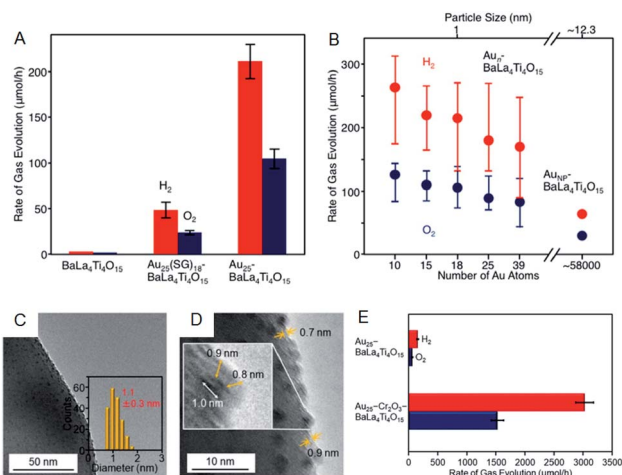 A
Rate of Gas Evolution (µmol/h)
200
150
100
50
0
H2
O2
BaLa4Ti4O15
Au25(SG)18-
BaLa4Ti4O15
Au25-
BaLa4Ti4O15
B
Particle Size (nm)
1
~12.3
Rate of Gas Evolution (µmol/h)
300
200
100
0
H2
Aun-
BaLa4Ti4O15
AuNP-
BaLa4Ti4O15
O2
10 15 18 25 39 ~58000
Number of Au Atoms
C
Counts
60
40
20
0
1.1
±0.3 nm
0 1 2 3
Diameter (nm)
50 nm
D
0.7 nm
0.9 nm
0.8 nm
1.0 nm
0.9 nm
10 nm
E
Au25-
BaLa4Ti4O15
H2
O2
Au25-Cr2O3-
BaLa4Ti4O15
0 500 1000 1500 2000 2500 3000 3500
Rate of Gas Evolution (µmol/h)